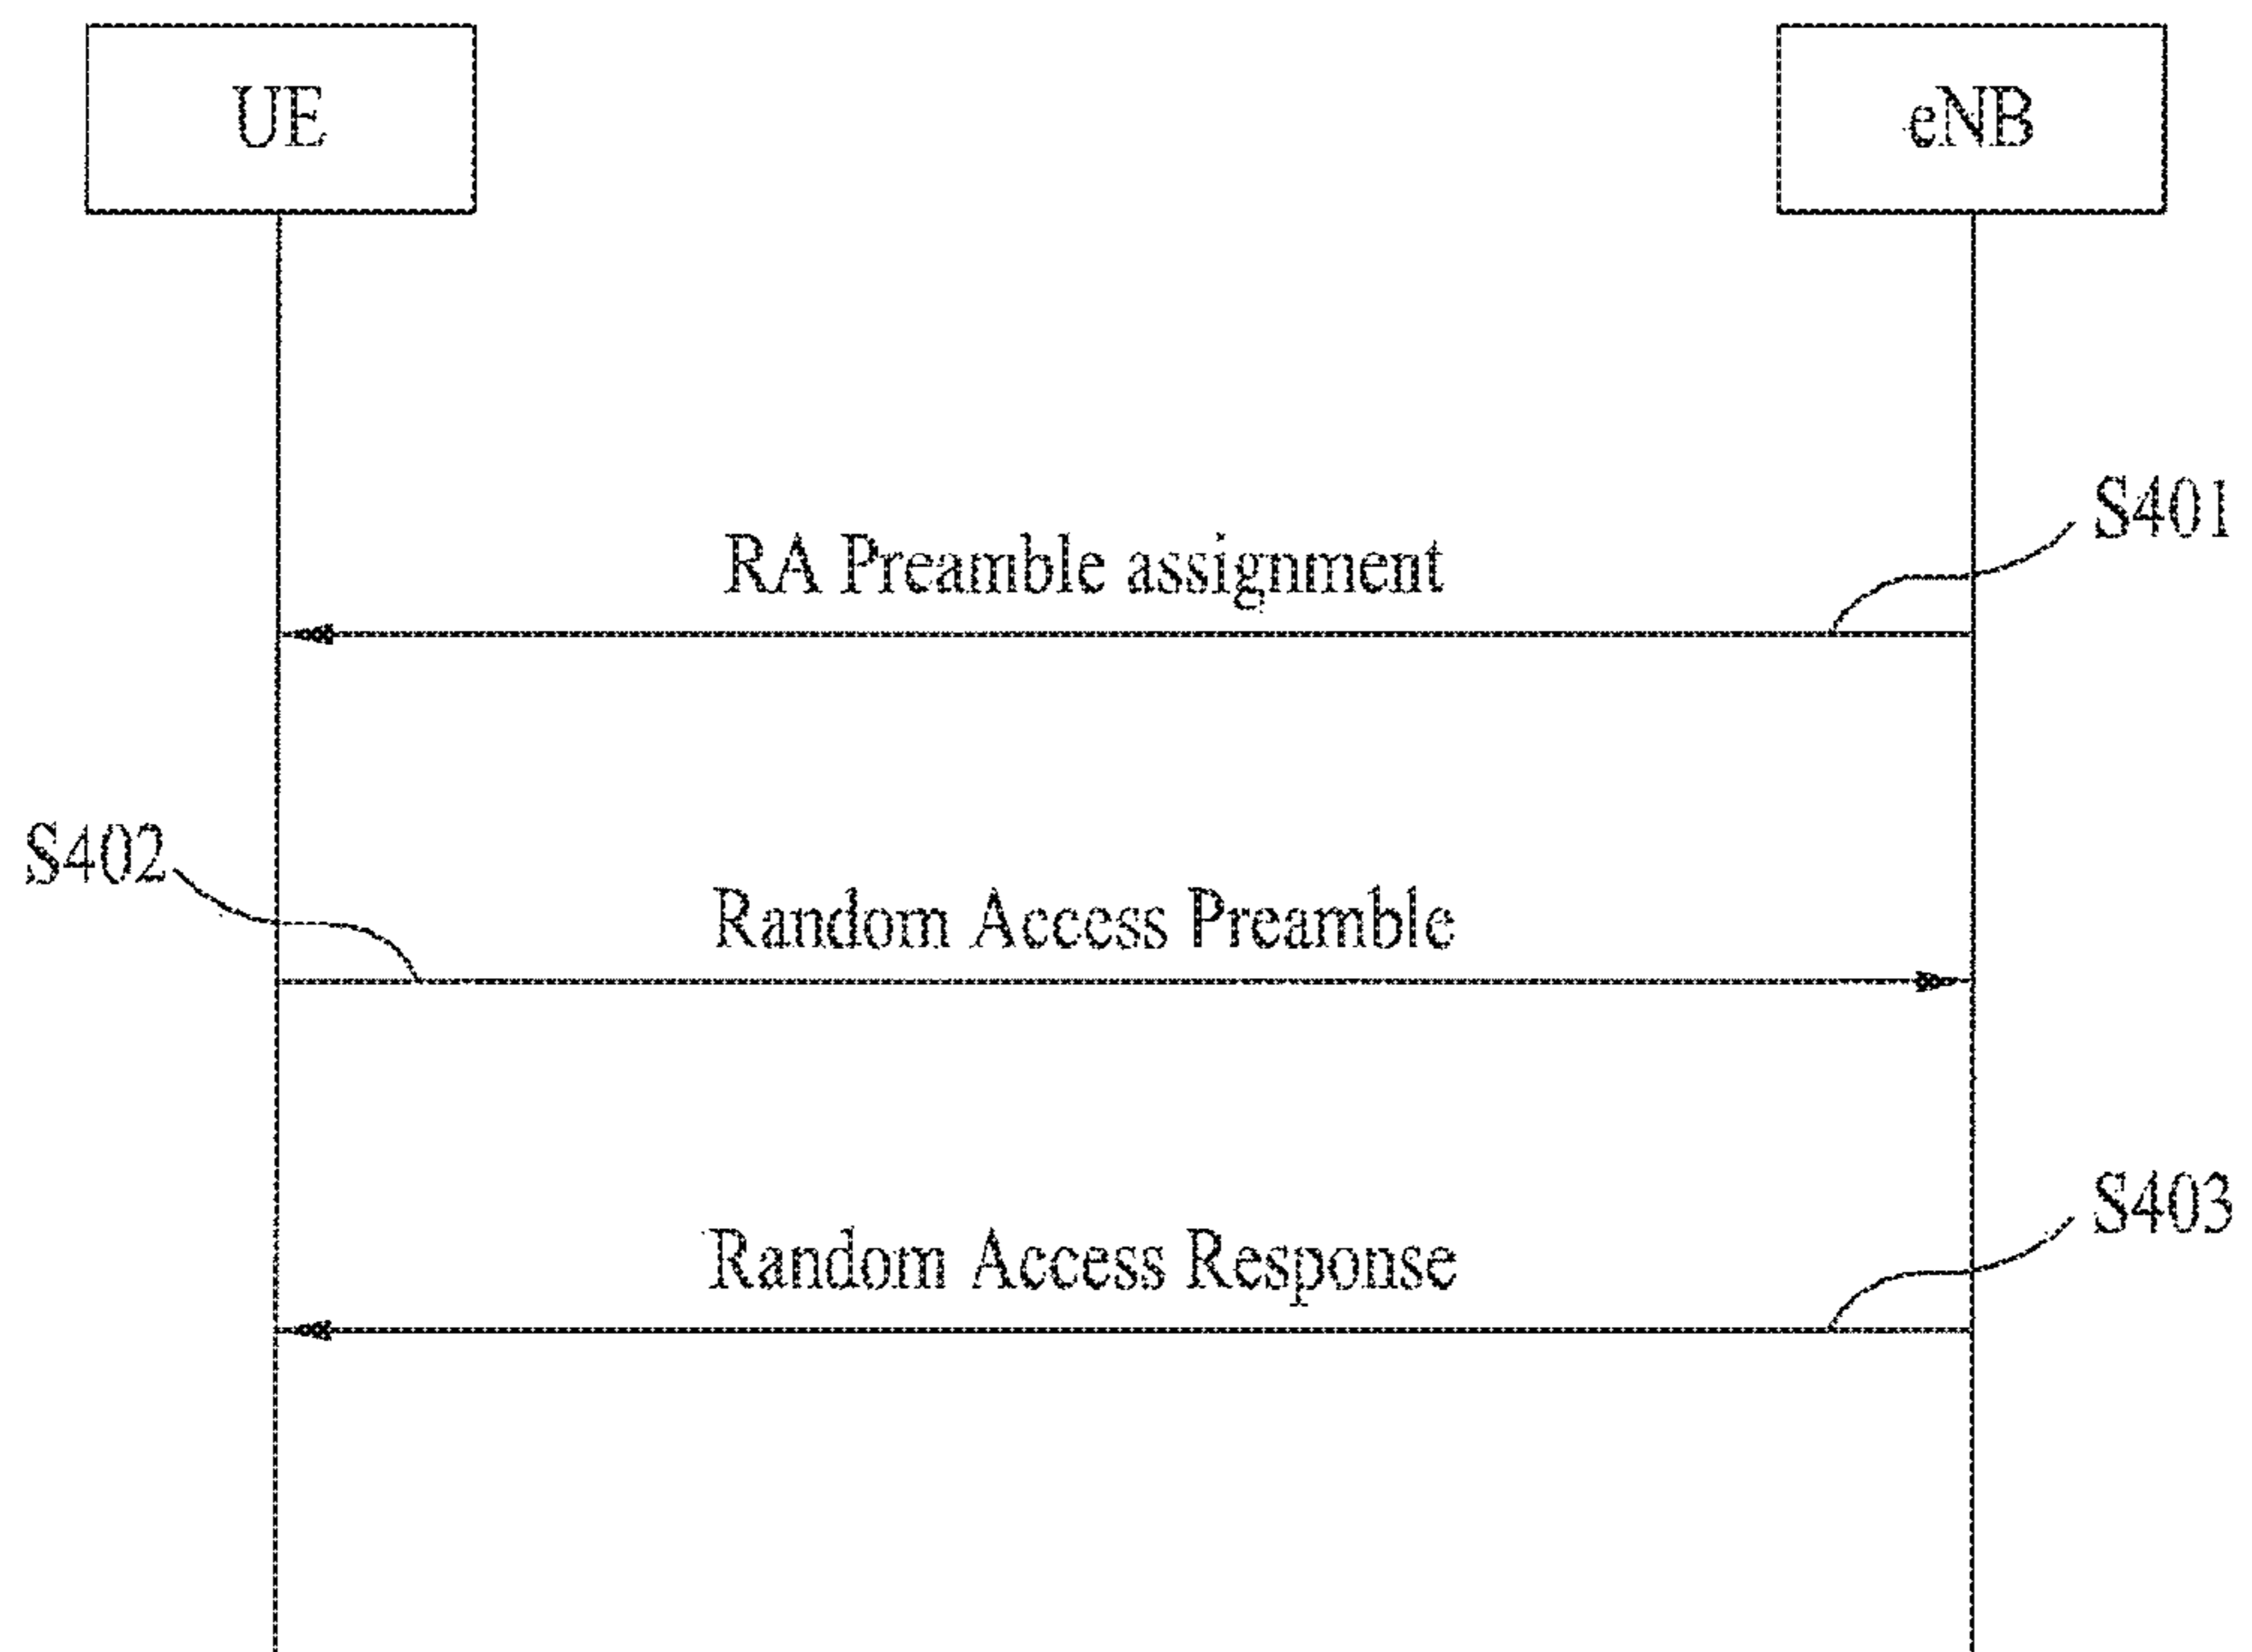 UE
eNB
S401
RA Preamble assignment
S402
Random Access Preamble
S403
Random Access Response